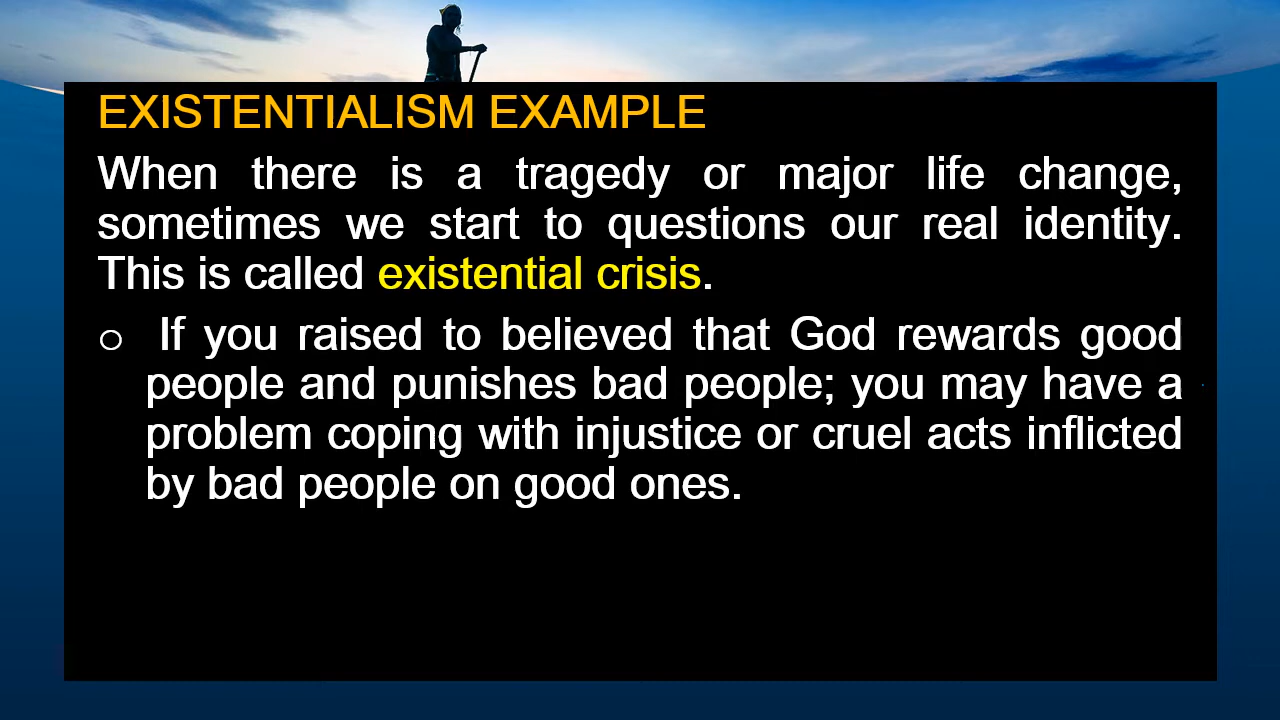 EXISTENTIALISM EXAMPLE
When there is a tragedy or major life change,
sometimes we start to questions our real identity.
This is called existential crisis.
o If you raised to believed that God rewards good
people and punishes bad people; you may have a
problem coping with injustice or cruel acts inflicted
by bad people on good ones.